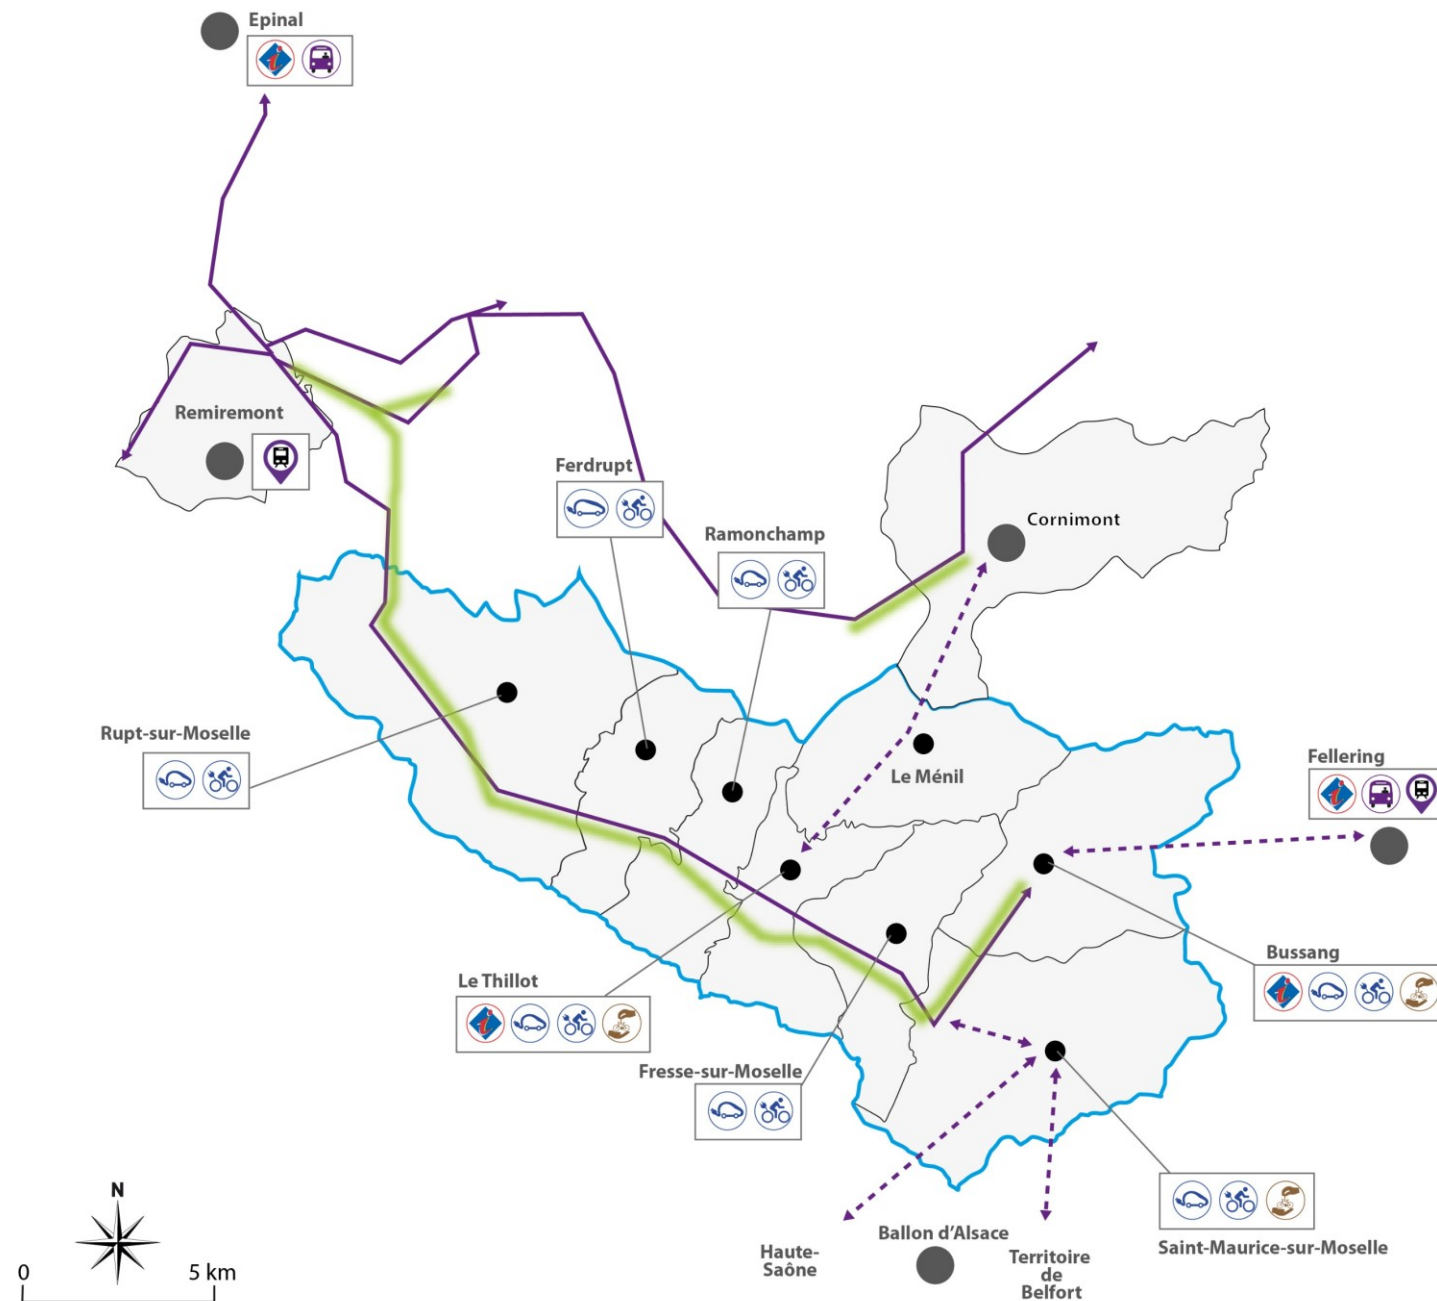 Epinal
Remiremont
Ferdrupt
Ramonchamp
Cornimont
Rupt-sur-Moselle
Le Ménil
Fellering
Le Thillot
Bussang
Fresse-sur-Moselle
Saint-Maurice-sur-Moselle
Ballon d'Alsace
Haute-
Saône
Territoire
de
Belfort
N
0 5 km